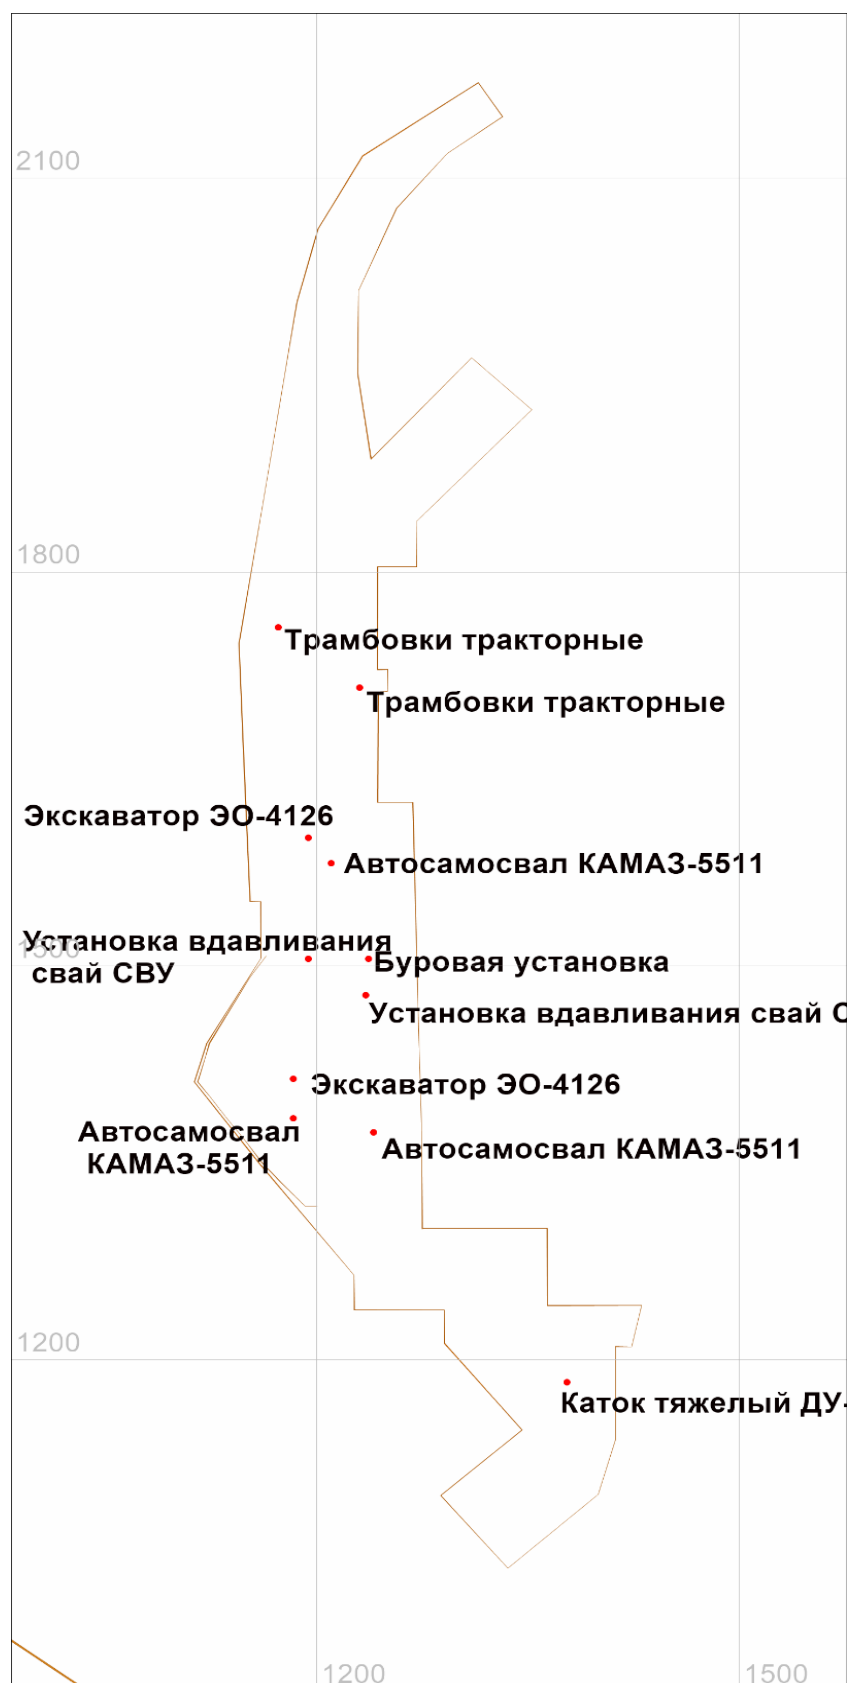 2100
1800
Трамбовки тракторные
Трамбовки тракторные
Экскаватор ЭО-4126
Автосамосвал КАМАЗ-5511
Установка вдавливания
свай СВУ
1500
Буровая установка
Установка вдавливания свай С
Экскаватор ЭО-4126
Автосамосвал
КАМАЗ-5511
Автосамосвал КАМАЗ-5511
1200
Каток тяжелый ДУ-
1200
1500